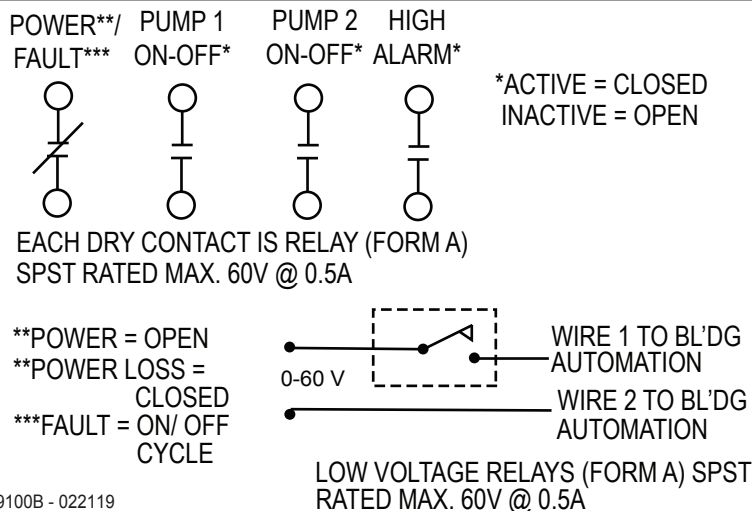 POWER**/ PUMP 1 PUMP 2 HIGH
FAULT*** ON-OFF* ON-OFF* ALARM*
*ACTIVE = CLOSED
INACTIVE = OPEN
EACH DRY CONTACT IS RELAY (FORM A)
SPST RATED MAX. 60V @ 0.5A
**POWER = OPEN
**POWER LOSS =
CLOSED
***FAULT = ON/ OFF
CYCLE
0-60 V
WIRE 1 TO BL'DG
AUTOMATION
WIRE 2 TO BL'DG
AUTOMATION
LOW VOLTAGE RELAYS (FORM A) SPST
RATED MAX. 60V @ 0.5A
9100B - 022119